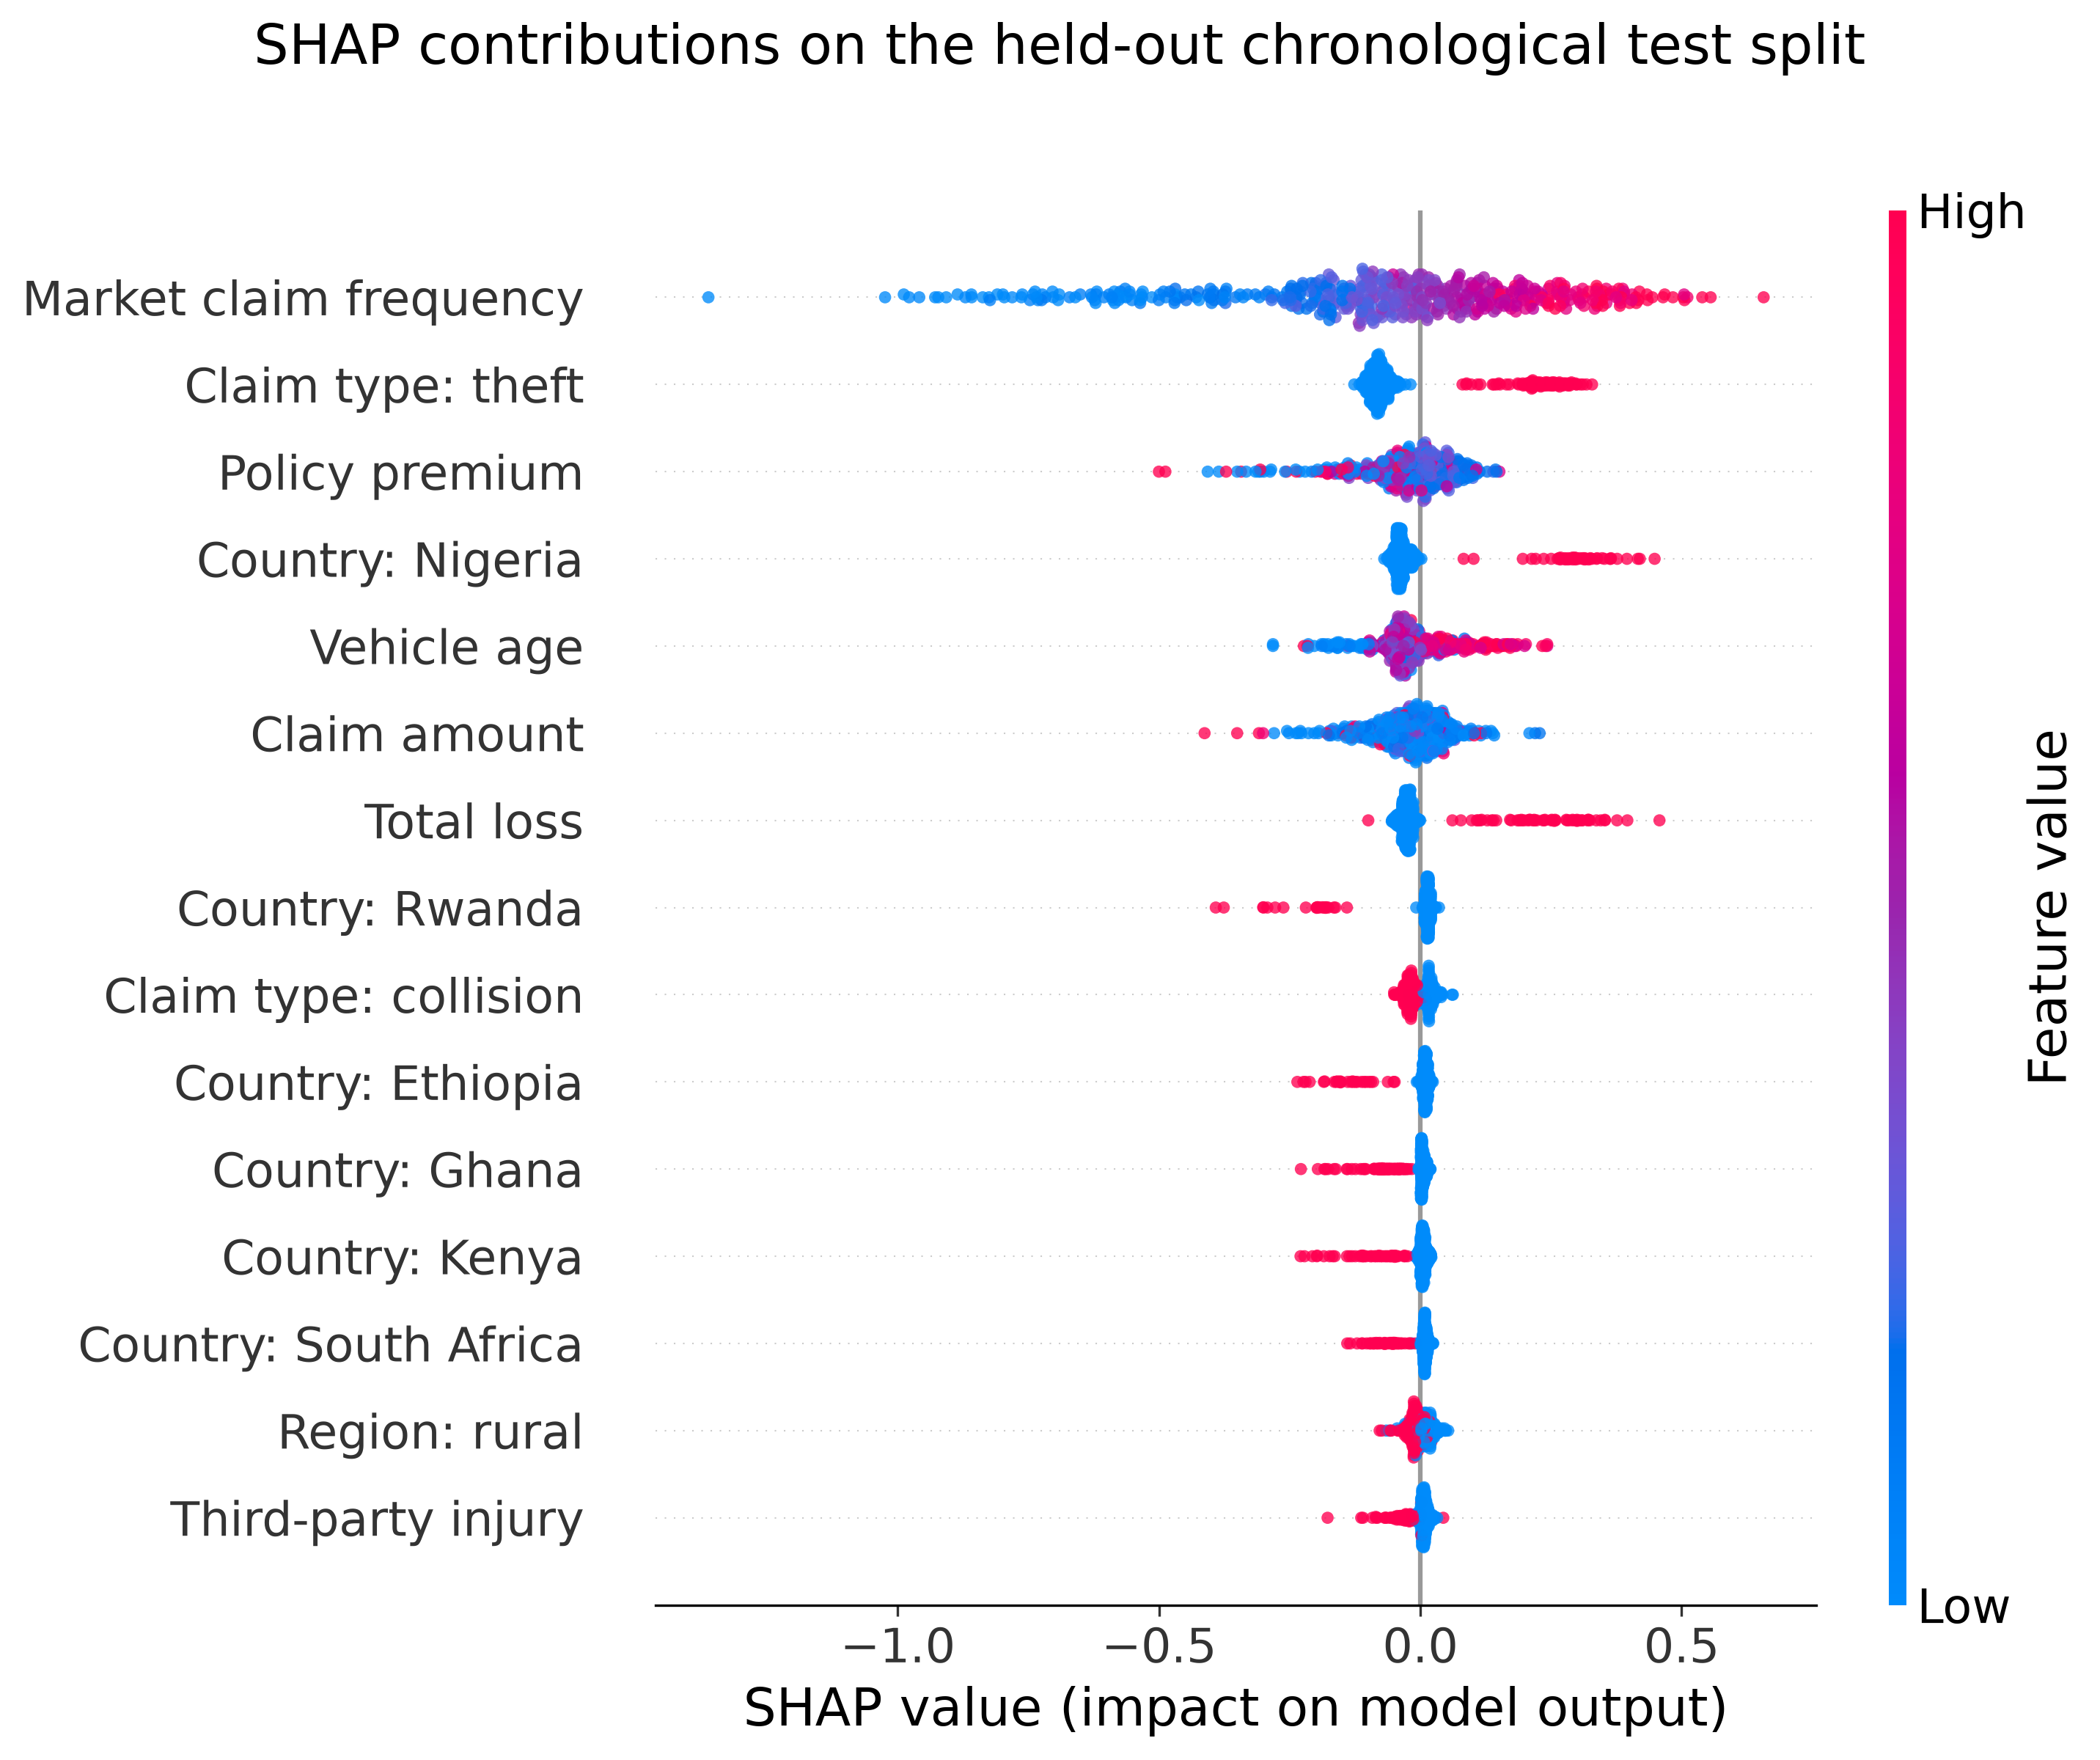 SHAP contributions on the held-out chronological test split
High
Market claim frequency
Claim type: theft
Policy premium
Country: Nigeria
Vehicle age
Claim amount
Total loss
Country: Rwanda
Claim type: collision
Country: Ethiopia
Country: Ghana
Country: Kenya
Country: South Africa
Region: rural
Third-party injury
Feature value
Low
−1.0 −0.5 0.0 0.5
SHAP value (impact on model output)